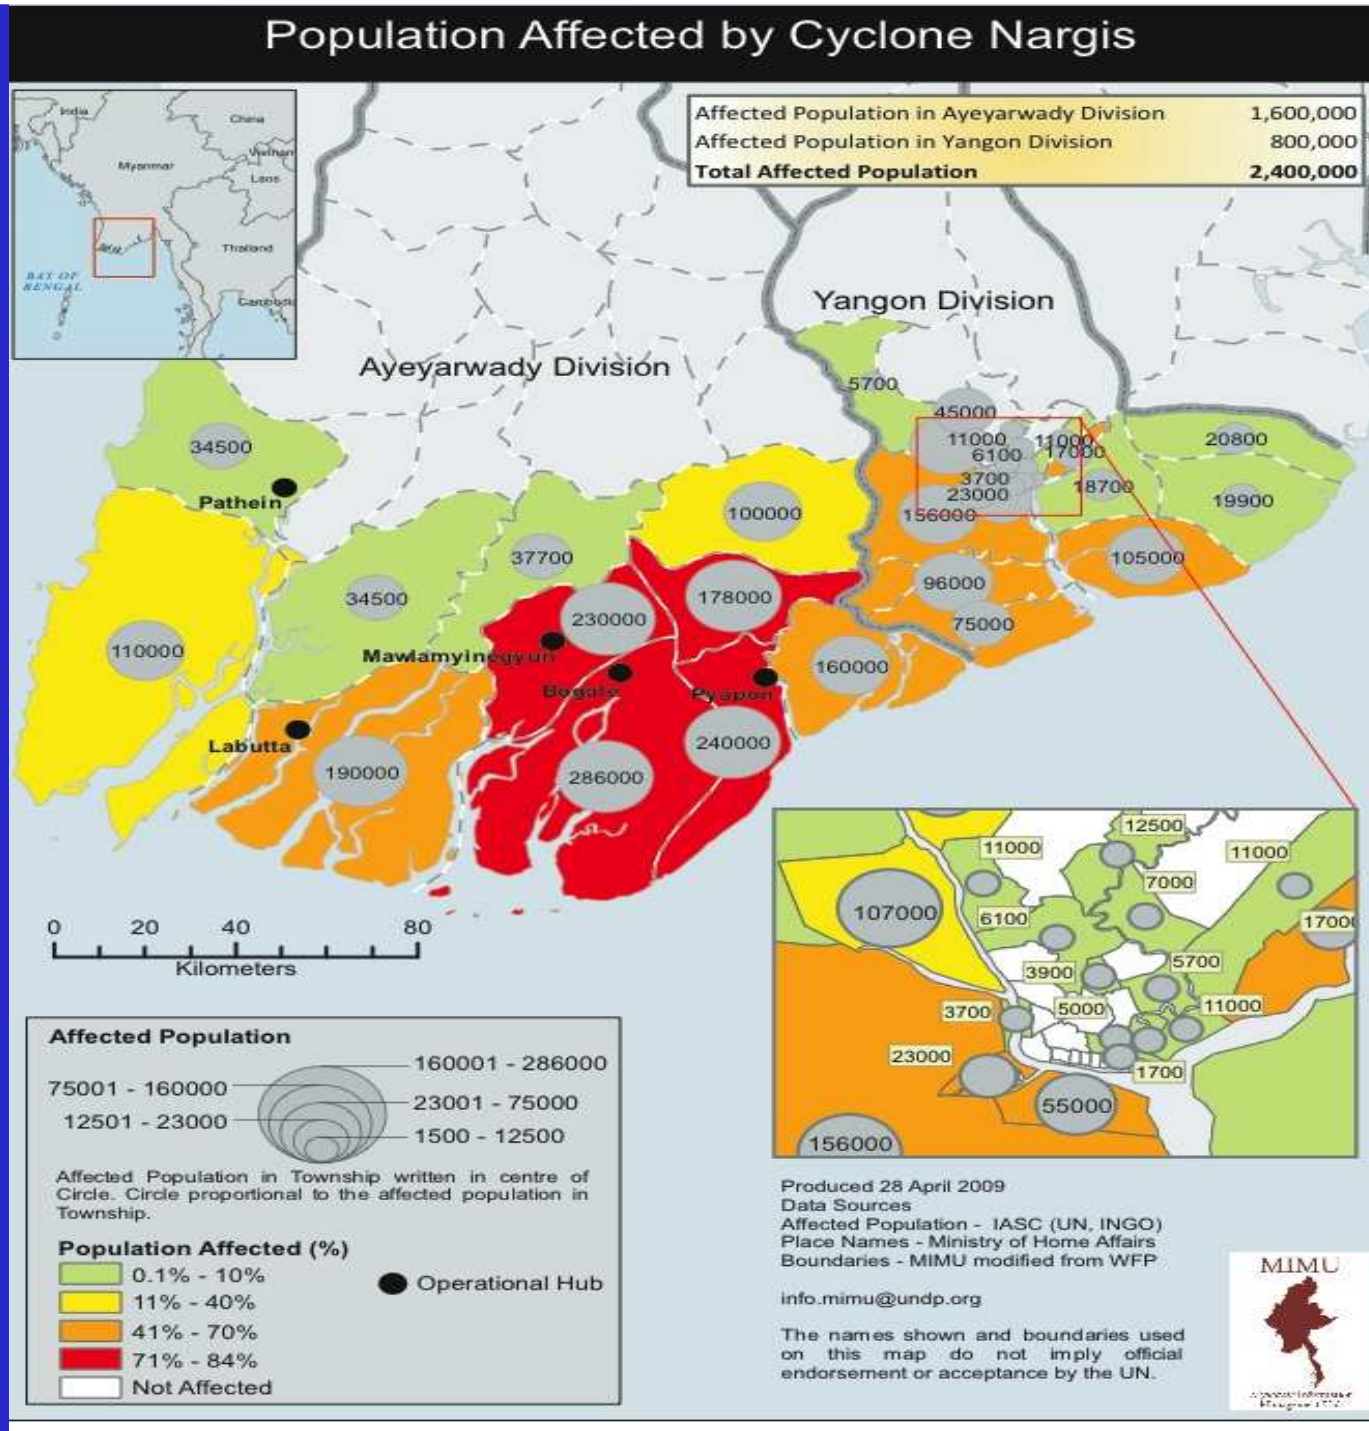 Population Affected by Cyclone Nargis
India
China
Myanmar
Vietnam
Laos
Thailand
BAY OF
BENGAL
Affected Population in Ayeyarwady Division 1,600,000
Affected Population in Yangon Division 800,000
Total Affected Population 2,400,000
Yangon Division
Ayeyarwady Division
5700
45000
11000
11000
6100
17000
3700
23000
18700
156000
20800
19900
105000
34500
Pathein
100000
37700
96000
34500
178000
230000
75000
110000
Mawlamyinegyun
160000
Bogale
Pyapon
Labutta
240000
190000
286000
0 20 40 80
Kilometers
12500
11000
11000
7000
107000
6100
1700
3900
5700
3700
5000
11000
23000
1700
55000
156000
Affected Population
160001 - 286000
75001 - 160000
23001 - 75000
12501 - 23000
1500 - 12500
Affected Population in Township written in centre of
Circle. Circle proportional to the affected population in
Township.
Population Affected (%)
0.1% - 10%
11% - 40%
41% - 70%
71% - 84%
Not Affected
Operational Hub
Produced 28 April 2009
Data Sources
Affected Population - IASC (UN, INGO)
Place Names - Ministry of Home Affairs
Boundaries - MIMU modified from WFP
info.mimu@undp.org
The names shown and boundaries used
on this map do not imply official
endorsement or acceptance by the UN.
MIMU